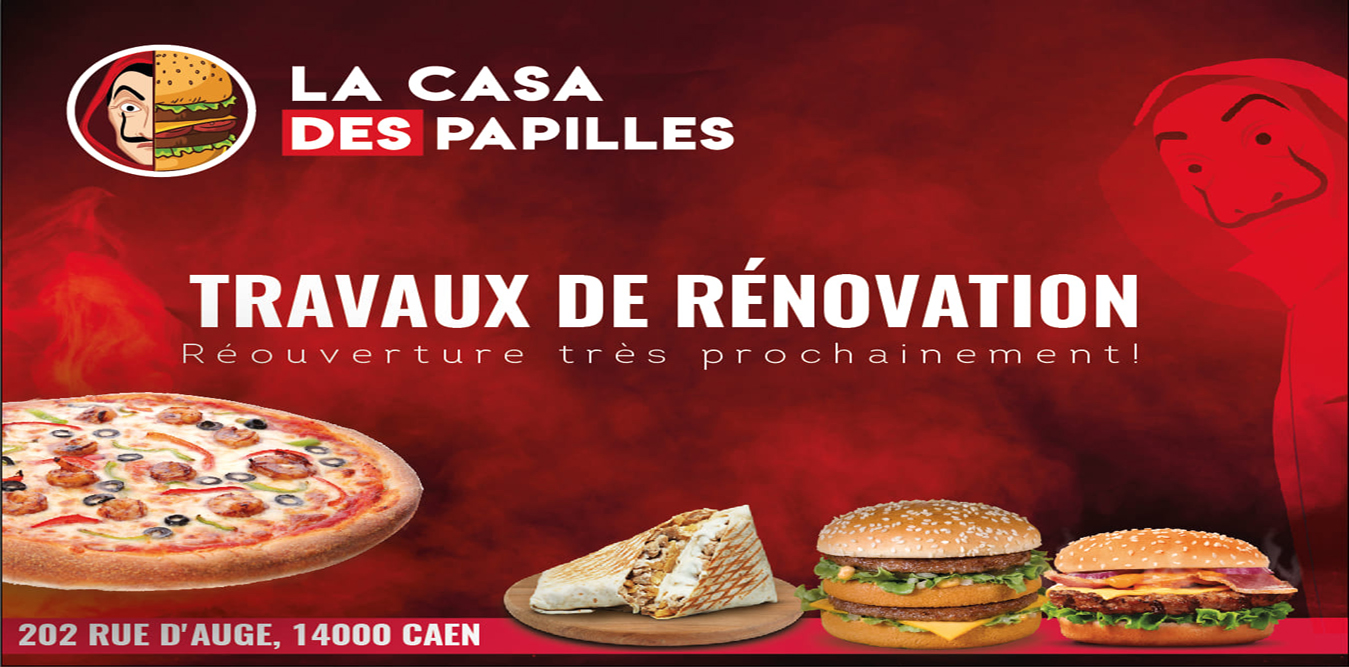 LA CASA
DES PAPILLES
TRAVAUX DE RÉNOVATION
Réouverture très prochainement!
202 RUE D'AUGE, 14000 CAEN